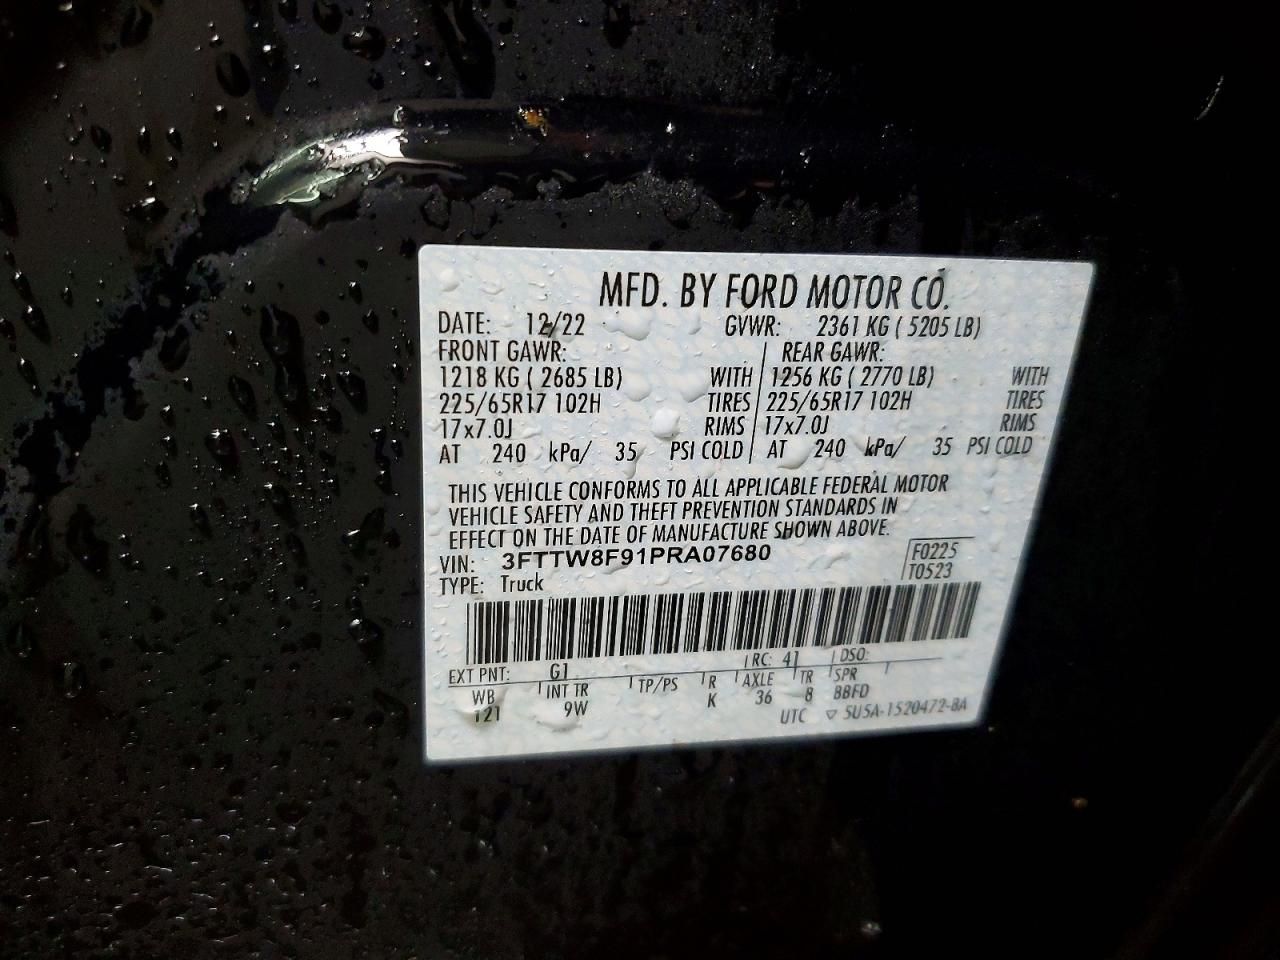 MFD. BY FORD MOTOR CO.
DATE: 12/22 GVWR: 2361 KG ( 5205 LB)
FRONT GAWR: REAR GAWR:
1218 KG ( 2685 LB) WITH 1256 KG ( 2770 LB) WITH
225/65R17 102H TIRES 225/65R17 102H TIRES
17x7.0J RIMS 17x7.0J RIMS
AT 240 kPa/ 35 PSI COLD AT 240 kPa/ 35 PSI COLD
THIS VEHICLE CONFORMS TO ALL APPLICABLE FEDERAL MOTOR
VEHICLE SAFETY AND THEFT PREVENTION STANDARDS IN
EFFECT ON THE DATE OF MANUFACTURE SHOWN ABOVE.
VIN: 3FTTW8F91PRA07680 F0225
TYPE: Truck T0523
EXT PNT: G1 RC: 41 DSO:
WB INT TR TP/PS R AXLE TR SPR
121 9W K 36 8 BBFD
UTC ▽ 5U5A-1520472-BA